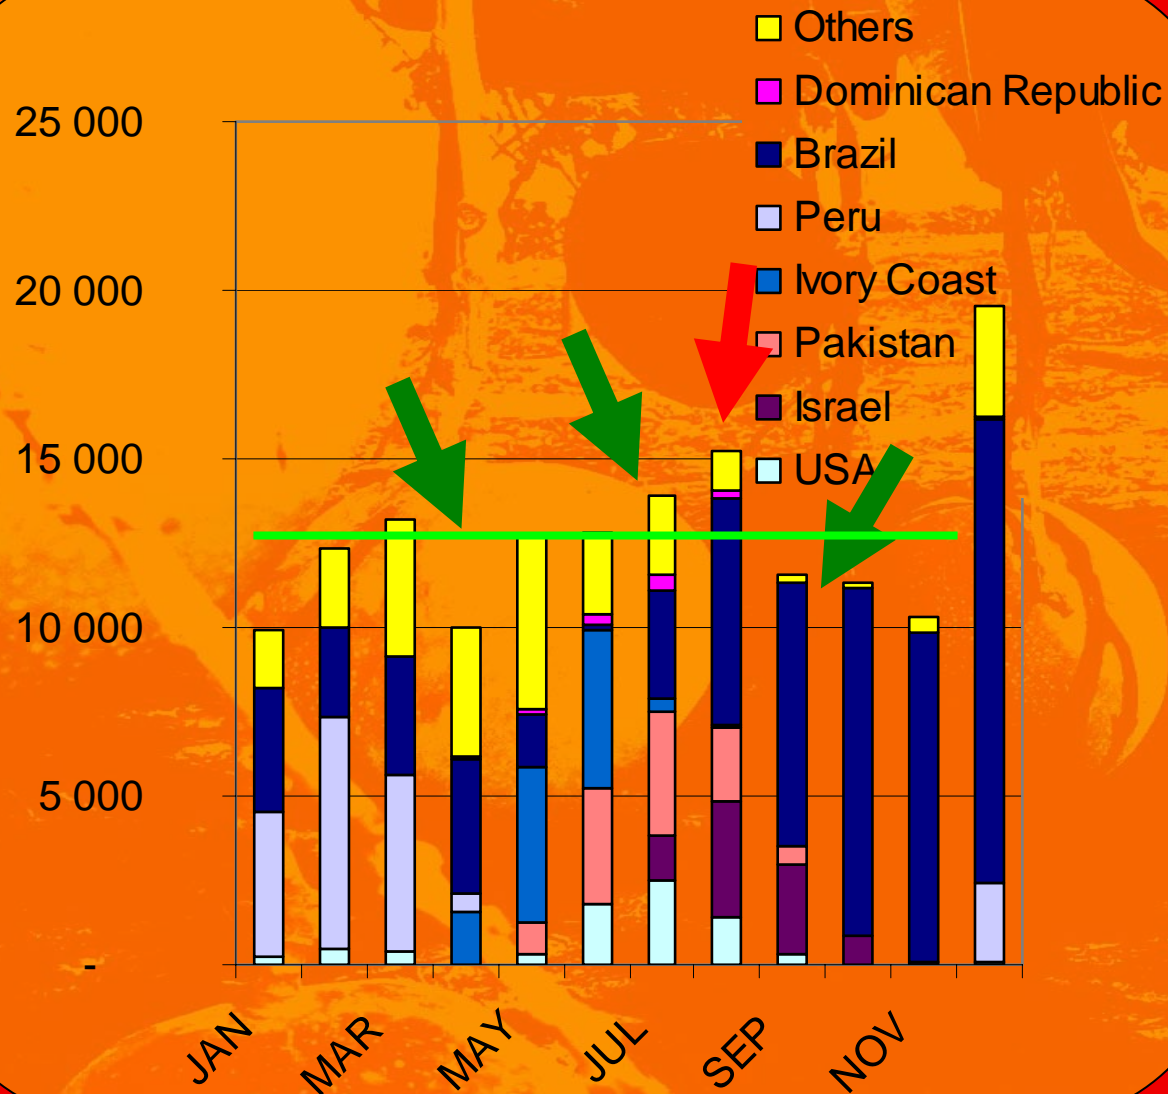 Others
Dominican Republic
Brazil
Peru
Ivory Coast
Pakistan
Israel
USA
25 000
20 000
15 000
10 000
5 000
-
JAN
MAR
MAY
JUL
SEP
NOV